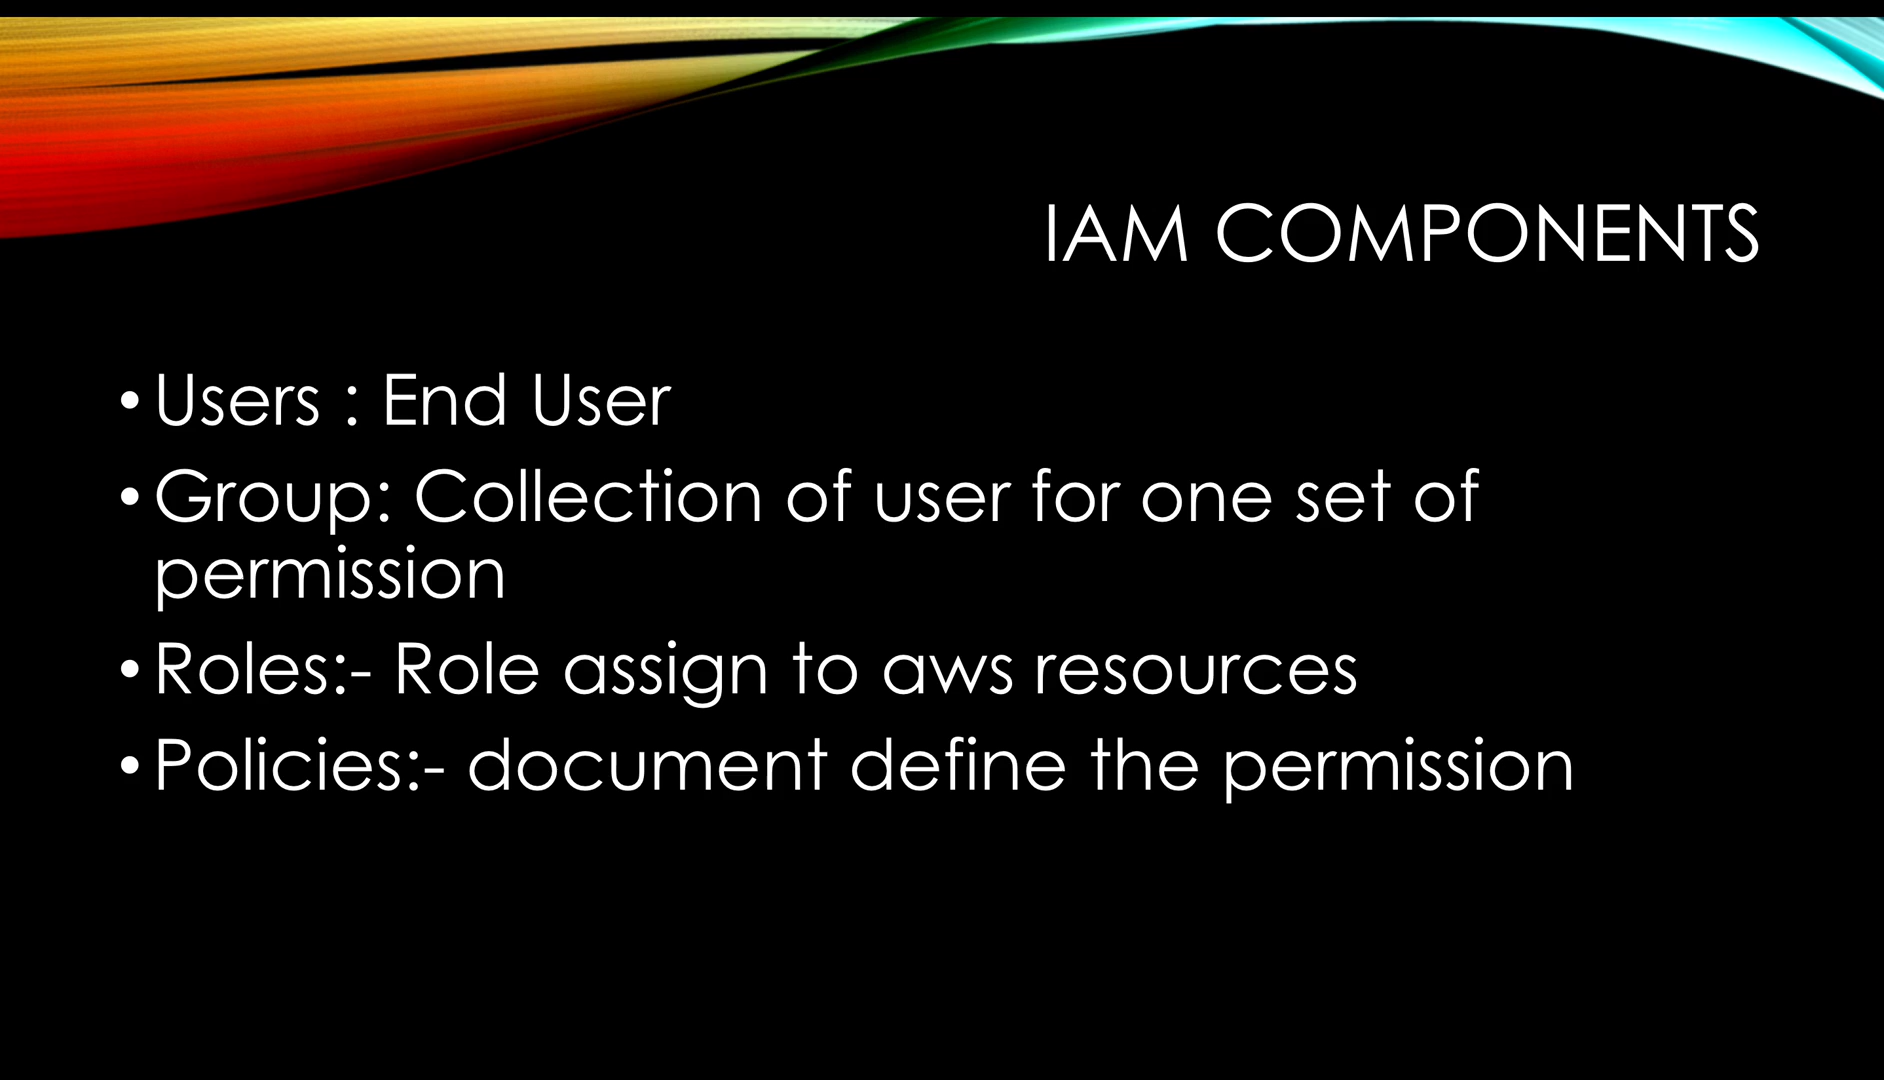 IAM COMPONENTS
• Users : End User
• Group: Collection of user for one set of
permission
• Roles:- Role assign to aws resources
• Policies:- document define the permission